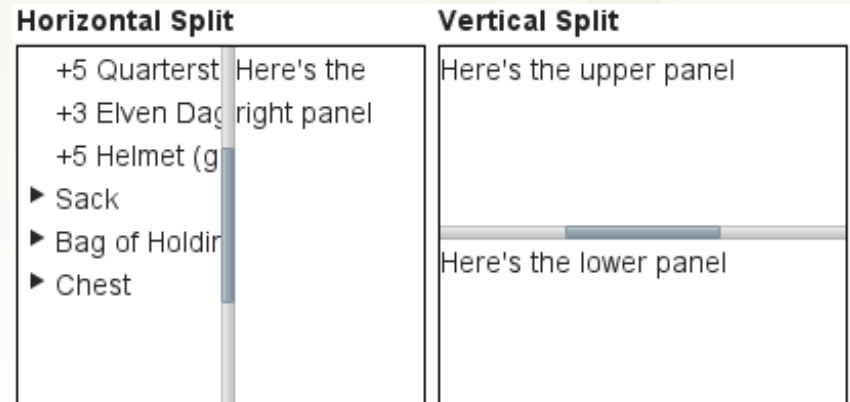 Horizontal Split
+5 Quarterst
+3 Elven Dag
+5 Helmet (g
Sack
Bag of Holdin
Chest
Here's the
right panel
Vertical Split
Here's the upper panel
Here's the lower panel